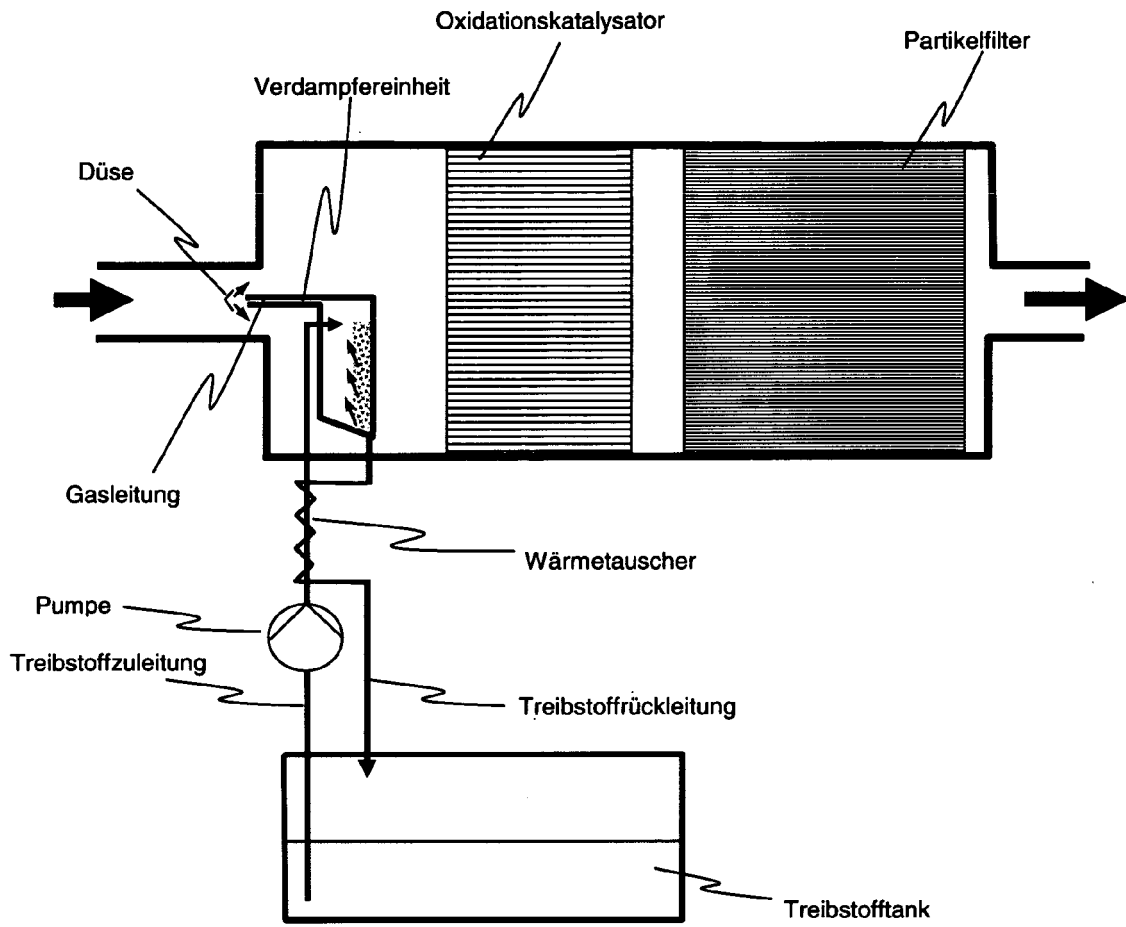 Oxidationskatalysator
Partikelfilter
Verdampfereinheit
Düse
Gasleitung
Wärmetauscher
Pumpe
Treibstoffzuleitung
Treibstoffrückleitung
Treibstofftank